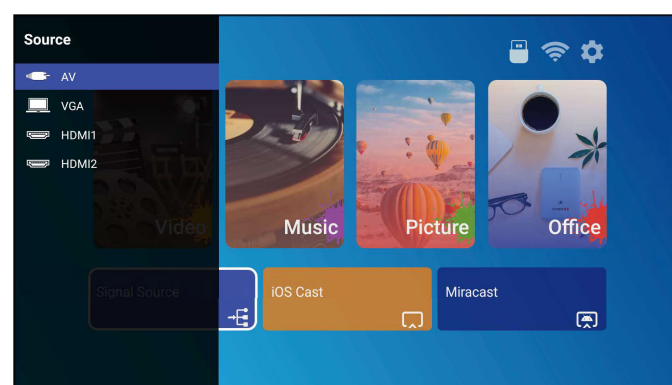 Source
AV
VGA
HDMI1
HDMI2
Video
Music
Picture
Office
Signal Source
iOS Cast
Miracast